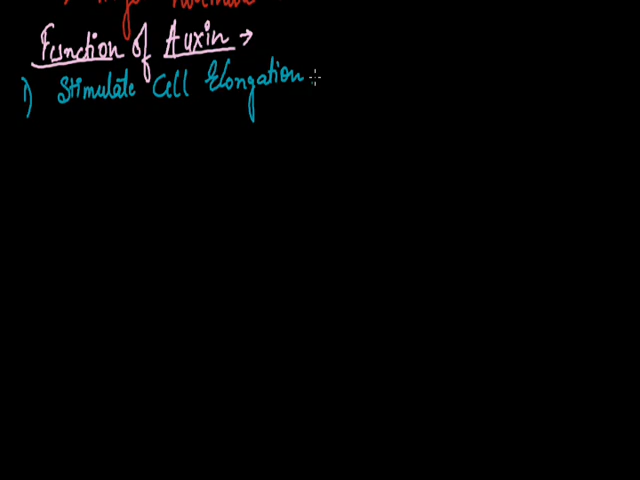 Function of Auxin →
1) Stimulate Cell Elongation